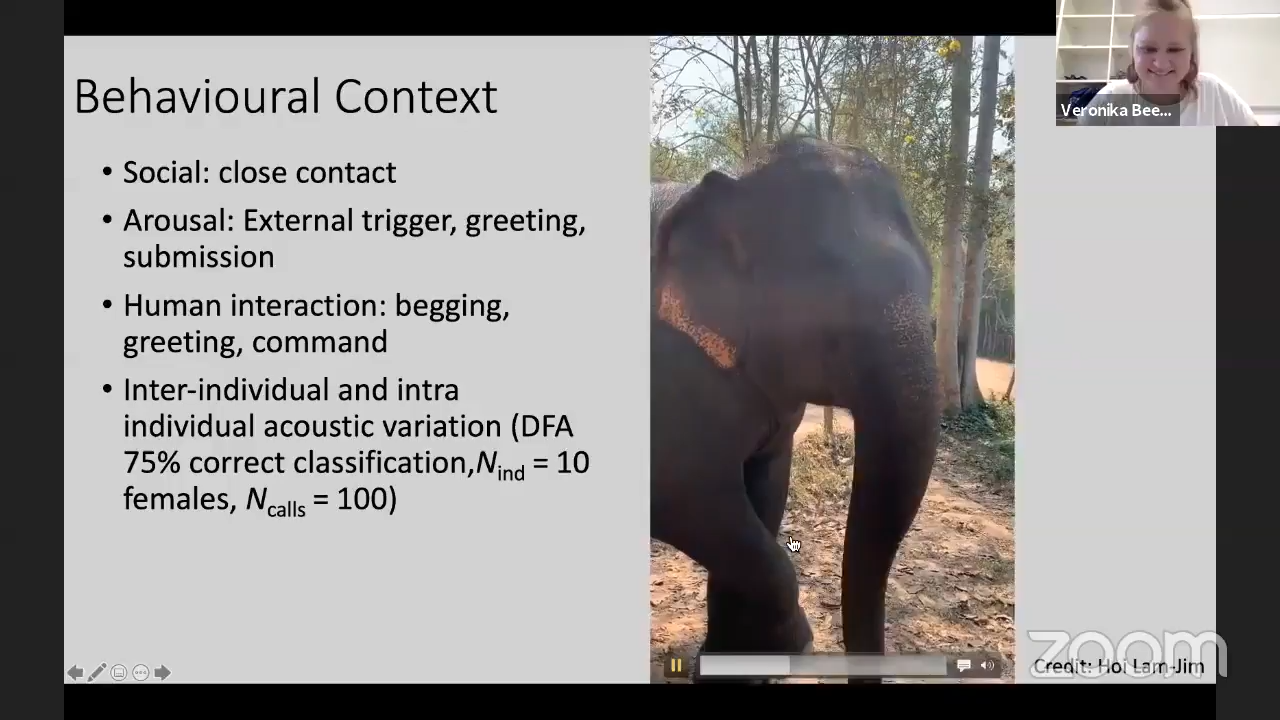 Behavioural Context
• Social: close contact
• Arousal: External trigger, greeting,
submission
• Human interaction: begging,
greeting, command
• Inter-individual and intra
individual acoustic variation (DFA
75% correct classification,Nind = 10
females, Ncalls = 100)
Veronika Bee...
Credit: Hoi Lam-Jim
zoom